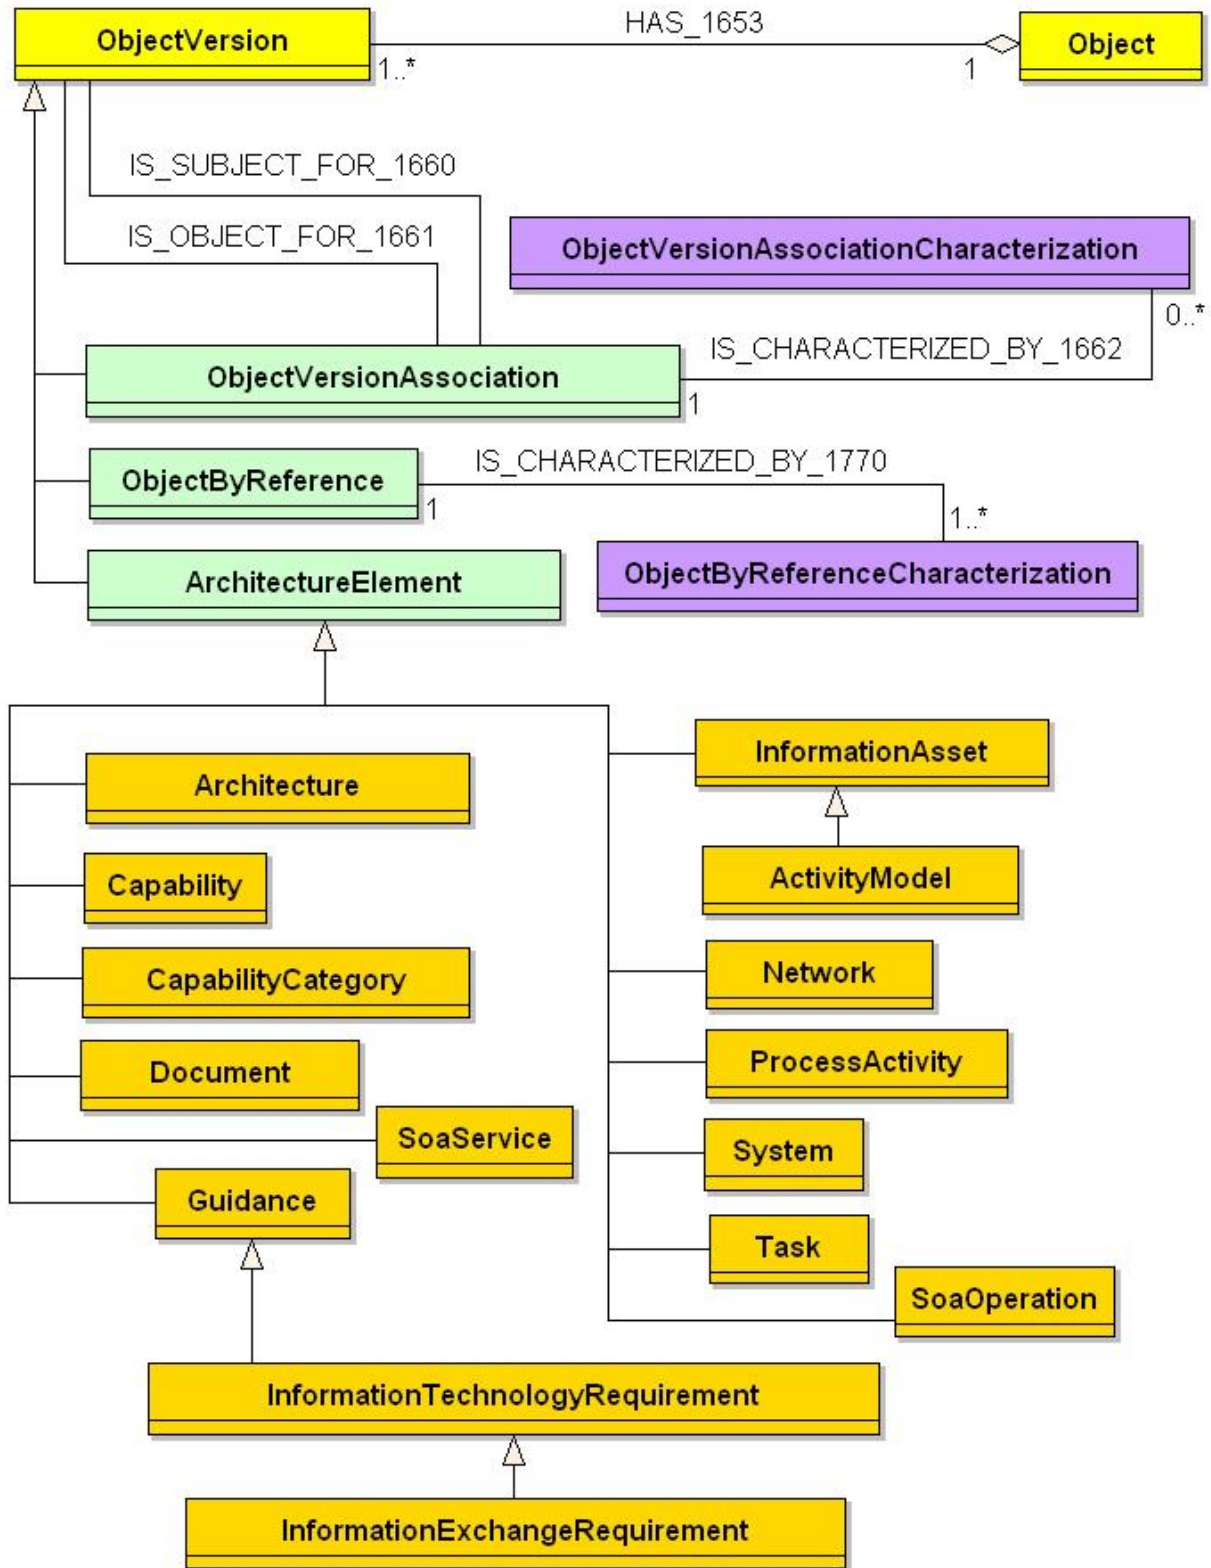 ObjectVersion
HAS_1653
Object
1..*
1
IS_SUBJECT_FOR_1660
IS_OBJECT_FOR_1661
ObjectVersionAssociationCharacterization
0..*
IS_CHARACTERIZED_BY_1662
ObjectVersionAssociation
1
ObjectByReference
IS_CHARACTERIZED_BY_1770
1
1..*
ArchitectureElement
ObjectByReferenceCharacterization
Architecture
Capability
CapabilityCategory
Document
SoaService
Guidance
InformationAsset
ActivityModel
Network
ProcessActivity
System
Task
SoaOperation
InformationTechnologyRequirement
InformationExchangeRequirement